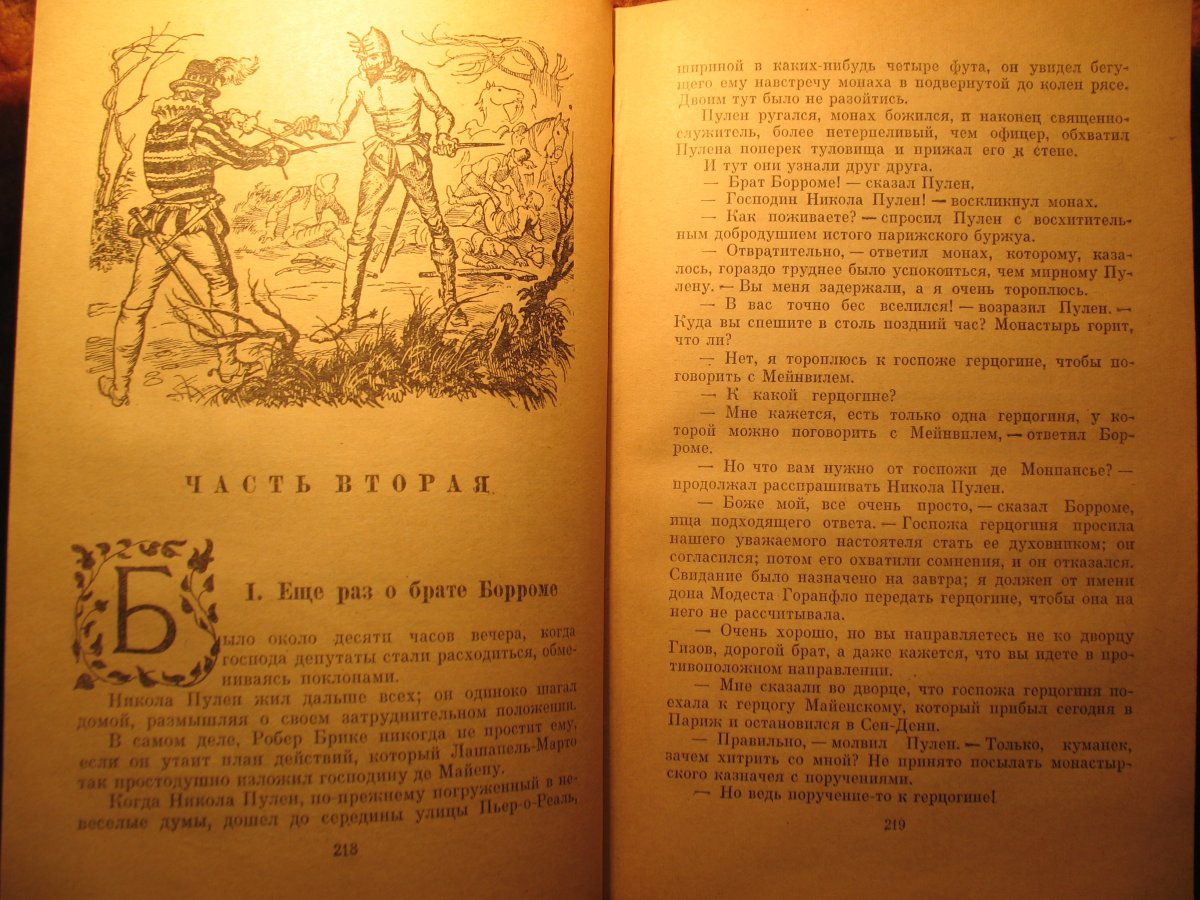 ЧАСТЬ ВТОРАЯ
I. Еще раз о брате Борроме
Было около десяти часов вечера, когда
господа депутаты стали расходиться, обме-
ниваясь поклонами.
Никола Пулен жил дальше всех; он одиноко шагал
домой, размышляя о своем затруднительном положении.
В самом деле, Робер Брике никогда не простит ему,
если он утаит план действий, который Лашапель-Марто
так простодушно изложил господину де Майену.
Когда Никола Пулен, по-прежнему погруженный в не-
веселые думы, дошел до середины улицы Пьер-о-Реаль,
218
шириной в каких-нибудь четыре фута, он увидел бегу-
щего ему навстречу монаха в подвернутой до колен рясе.
Двоим тут было не разойтись.
Пулен ругался, монах божился, и наконец священно-
служитель, более нетерпеливый, чем офицер, обхватил
Пулена поперек туловища и прижал его к стене.
И тут они узнали друг друга.
— Брат Борроме! — сказал Пулен.
— Господин Никола Пулен! — воскликнул монах.
— Как поживаете? — спросил Пулен с восхититель-
ным добродушием истого парижского буржуа.
— Отвратительно, — ответил монах, которому, каза-
лось, гораздо труднее было успокоиться, чем мирному Пу-
лену. — Вы меня задержали, а я очень тороплюсь.
— В вас точно бес вселился! — возразил Пулен. —
Куда вы спешите в столь поздний час? Монастырь горит,
что ли?
— Нет, я тороплюсь к госпоже герцогине, чтобы по-
говорить с Мейнвилем.
— К какой герцогине?
— Мне кажется, есть только одна герцогиня, у ко-
торой можно поговорить с Мейнвилем, — ответил Бор-
роме.
— Но что вам нужно от госпожи де Монпансье? —
продолжал расспрашивать Никола Пулен.
— Боже мой, все очень просто, — сказал Борроме,
ища подходящего ответа. — Госпожа герцогиня просила
нашего уважаемого настоятеля стать ее духовником; он
согласился; потом его охватили сомнения, и он отказался.
Свидание было назначено на завтра; я должен от имени
дона Модеста Горанфло передать герцогине, чтобы она на
него не рассчитывала.
— Очень хорошо, но вы направляетесь не ко дворцу
Гизов, дорогой брат, а даже кажется, что вы идете в про-
тивоположном направлении.
— Мне сказали во дворце, что госпожа герцогиня по-
ехала к герцогу Майенскому, который прибыл сегодня в
Париж и остановился в Сен-Дени.
— Правильно, — молвил Пулен. — Только, куманек,
зачем хитрить со мной? Не принято посылать монастыр-
ского казначея с поручениями.
— Но ведь поручение-то к герцогине!
219